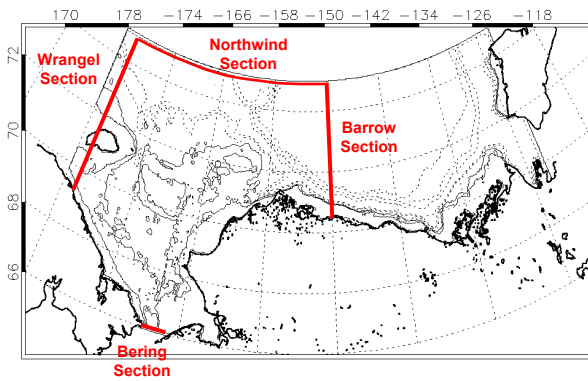 170 178 −174 −166 −158 −150 −142 −134 −126 −118
72
70
68
66
Wrangel
Section
Northwind
Section
Barrow
Section
Bering
Section